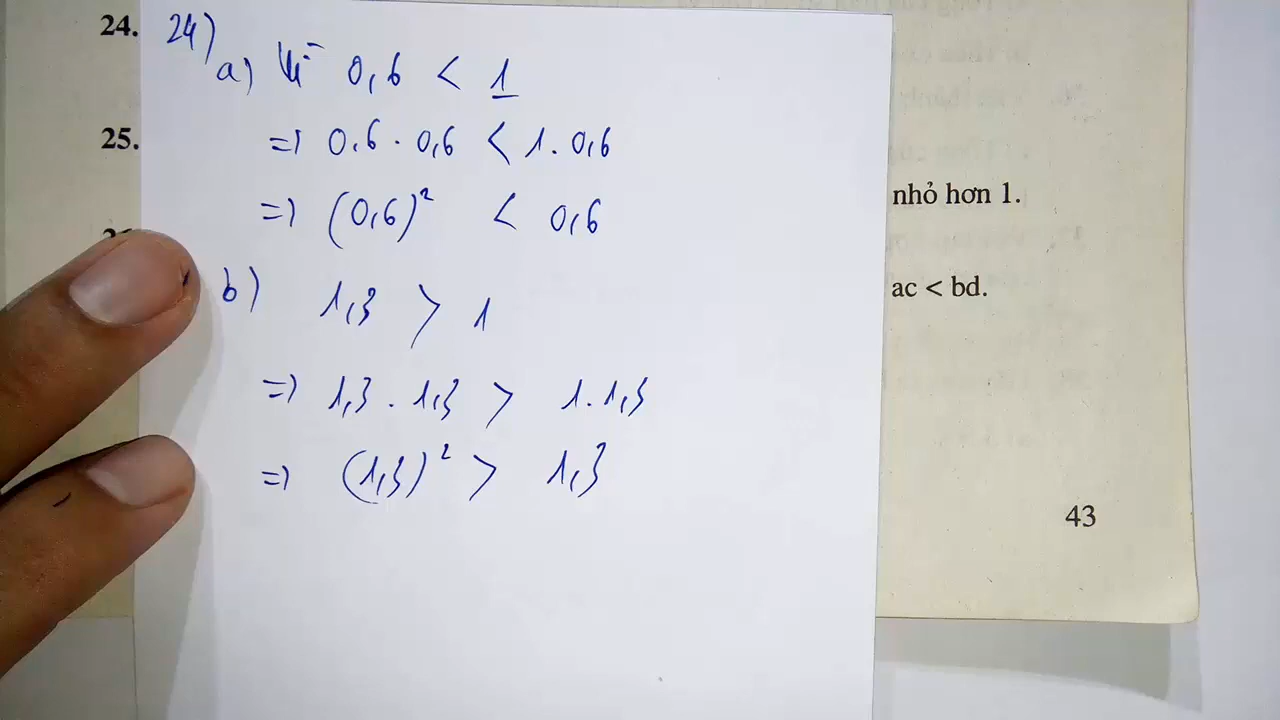 24.
24)
a) Vì 0,6 < 1
=> 0,6 . 0,6 < 1 . 0,6
25.
=> (0,6)² < 0,6
nhỏ hơn 1.
b) 1,3 > 1
ac < bd.
=> 1,3 . 1,3 > 1 . 1,3
=> (1,3)² > 1,3
43